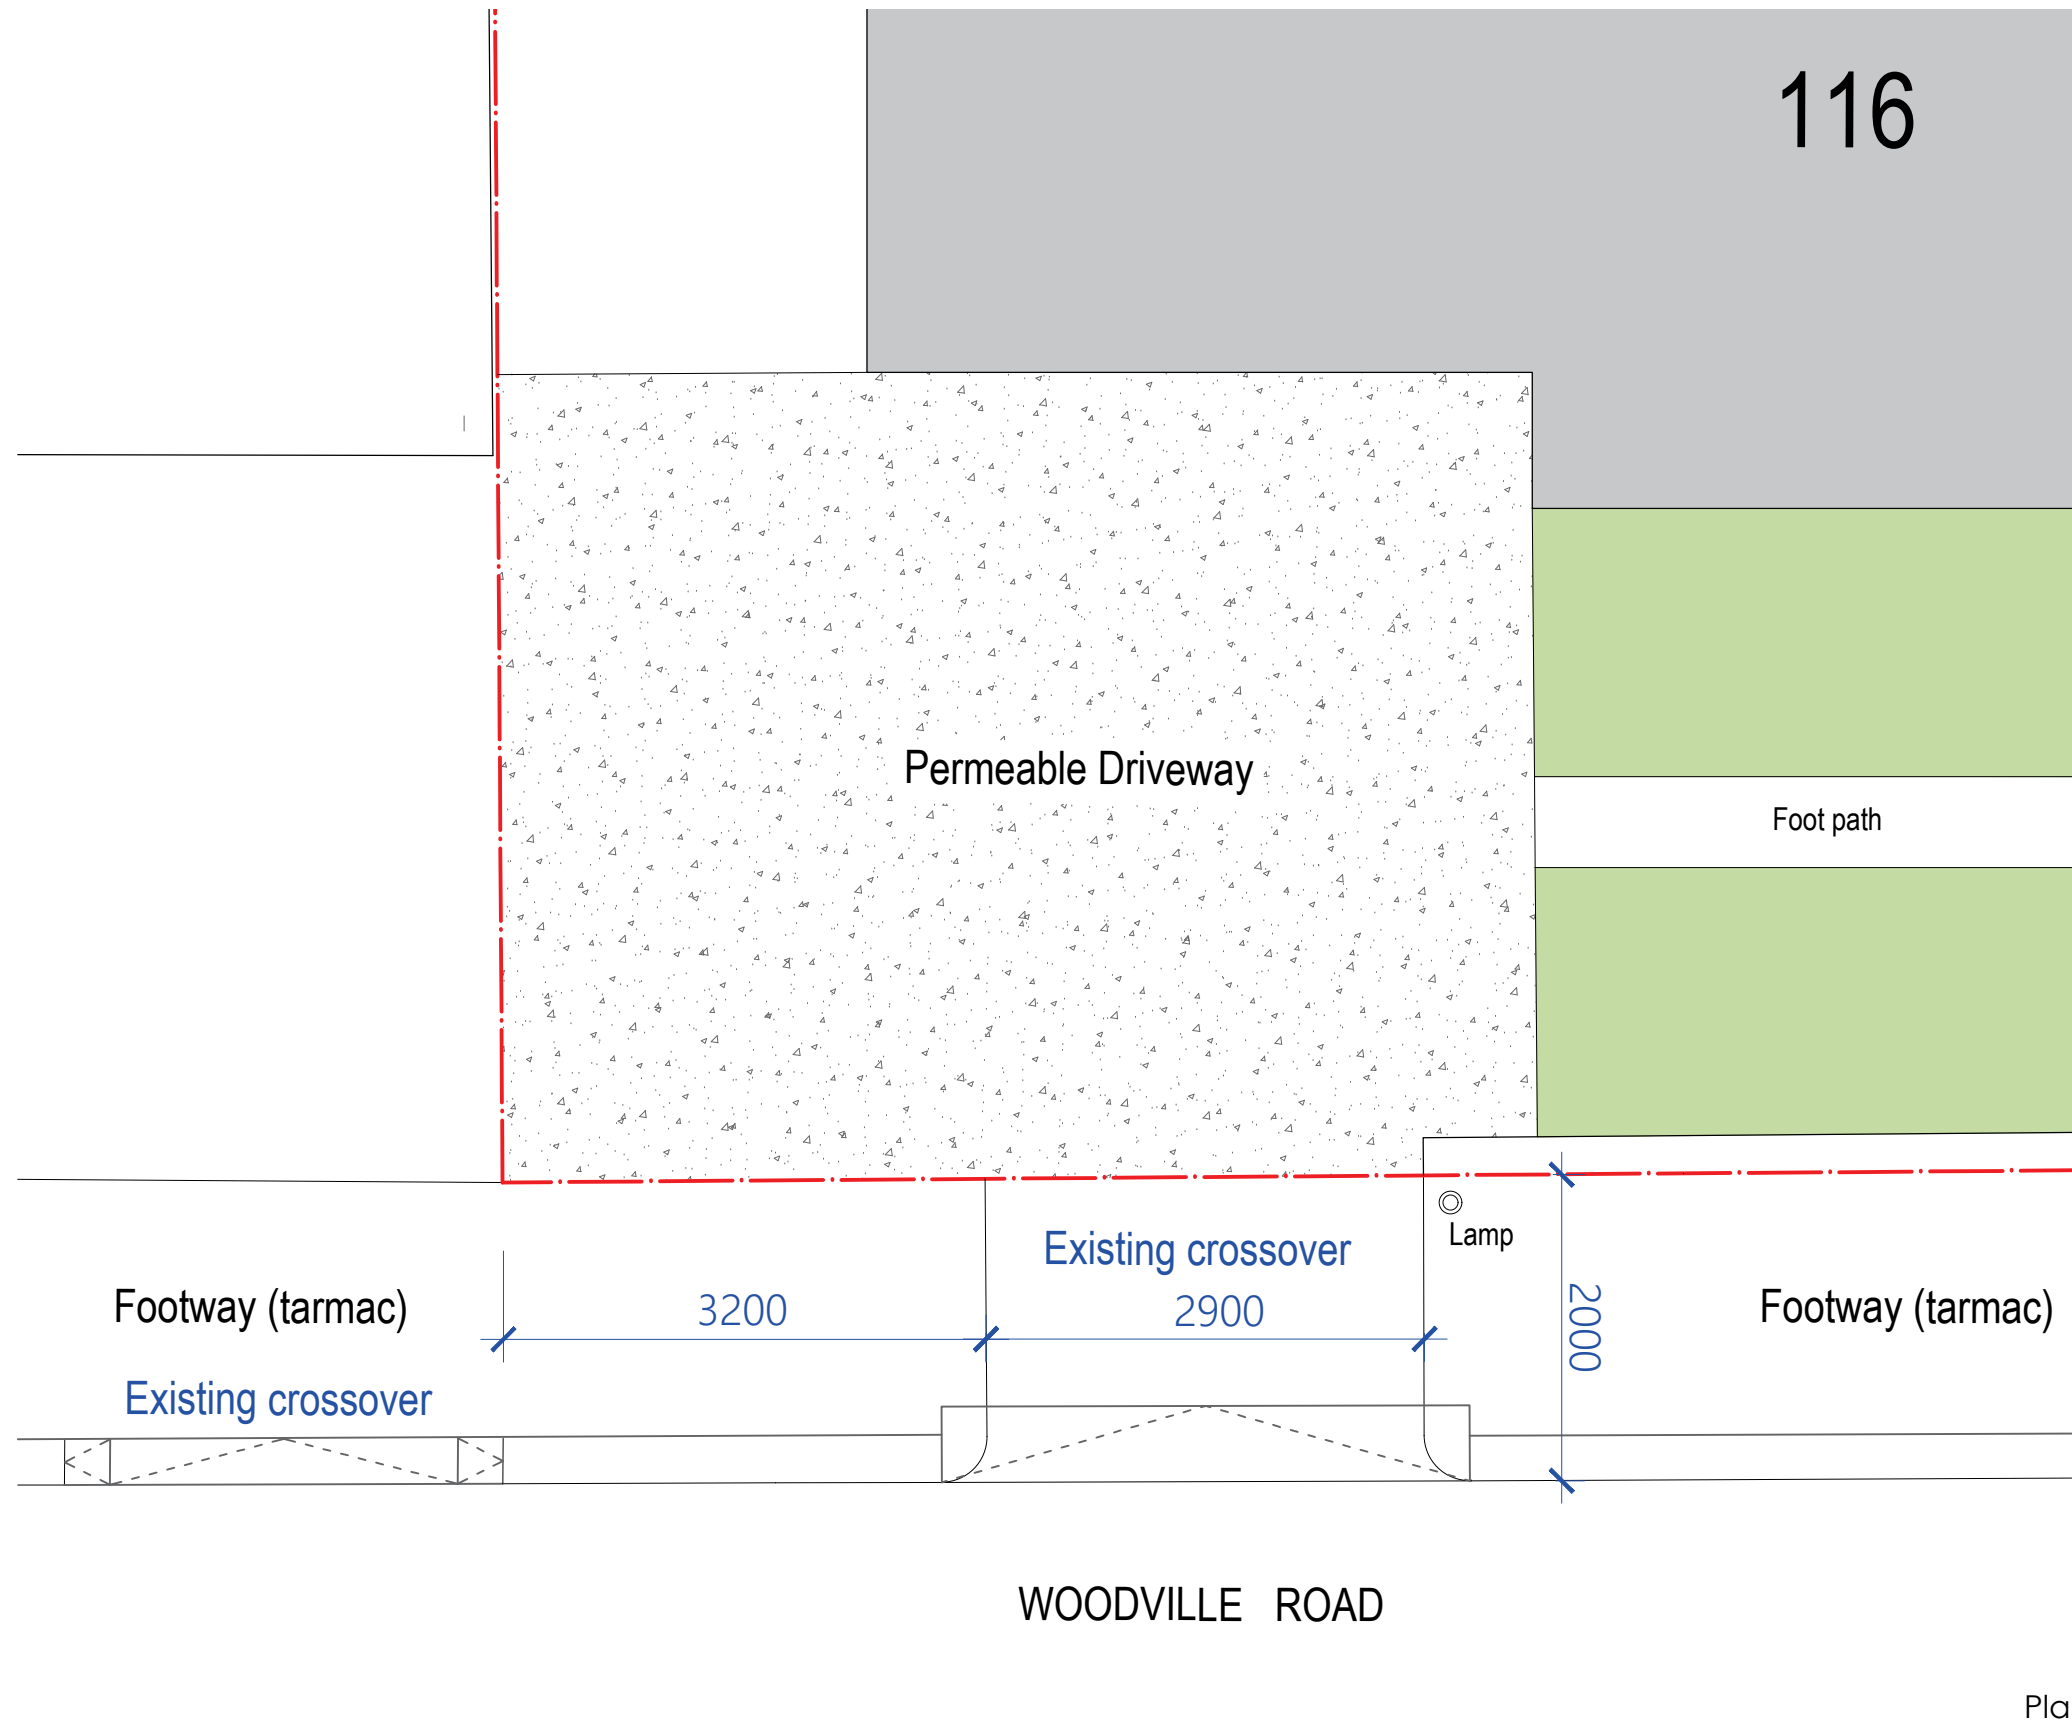 116
Permeable Driveway
Foot path
Lamp
Existing crossover
Footway (tarmac)
3200
2900
2000
Footway (tarmac)
Existing crossover
WOODVILLE ROAD
Pla